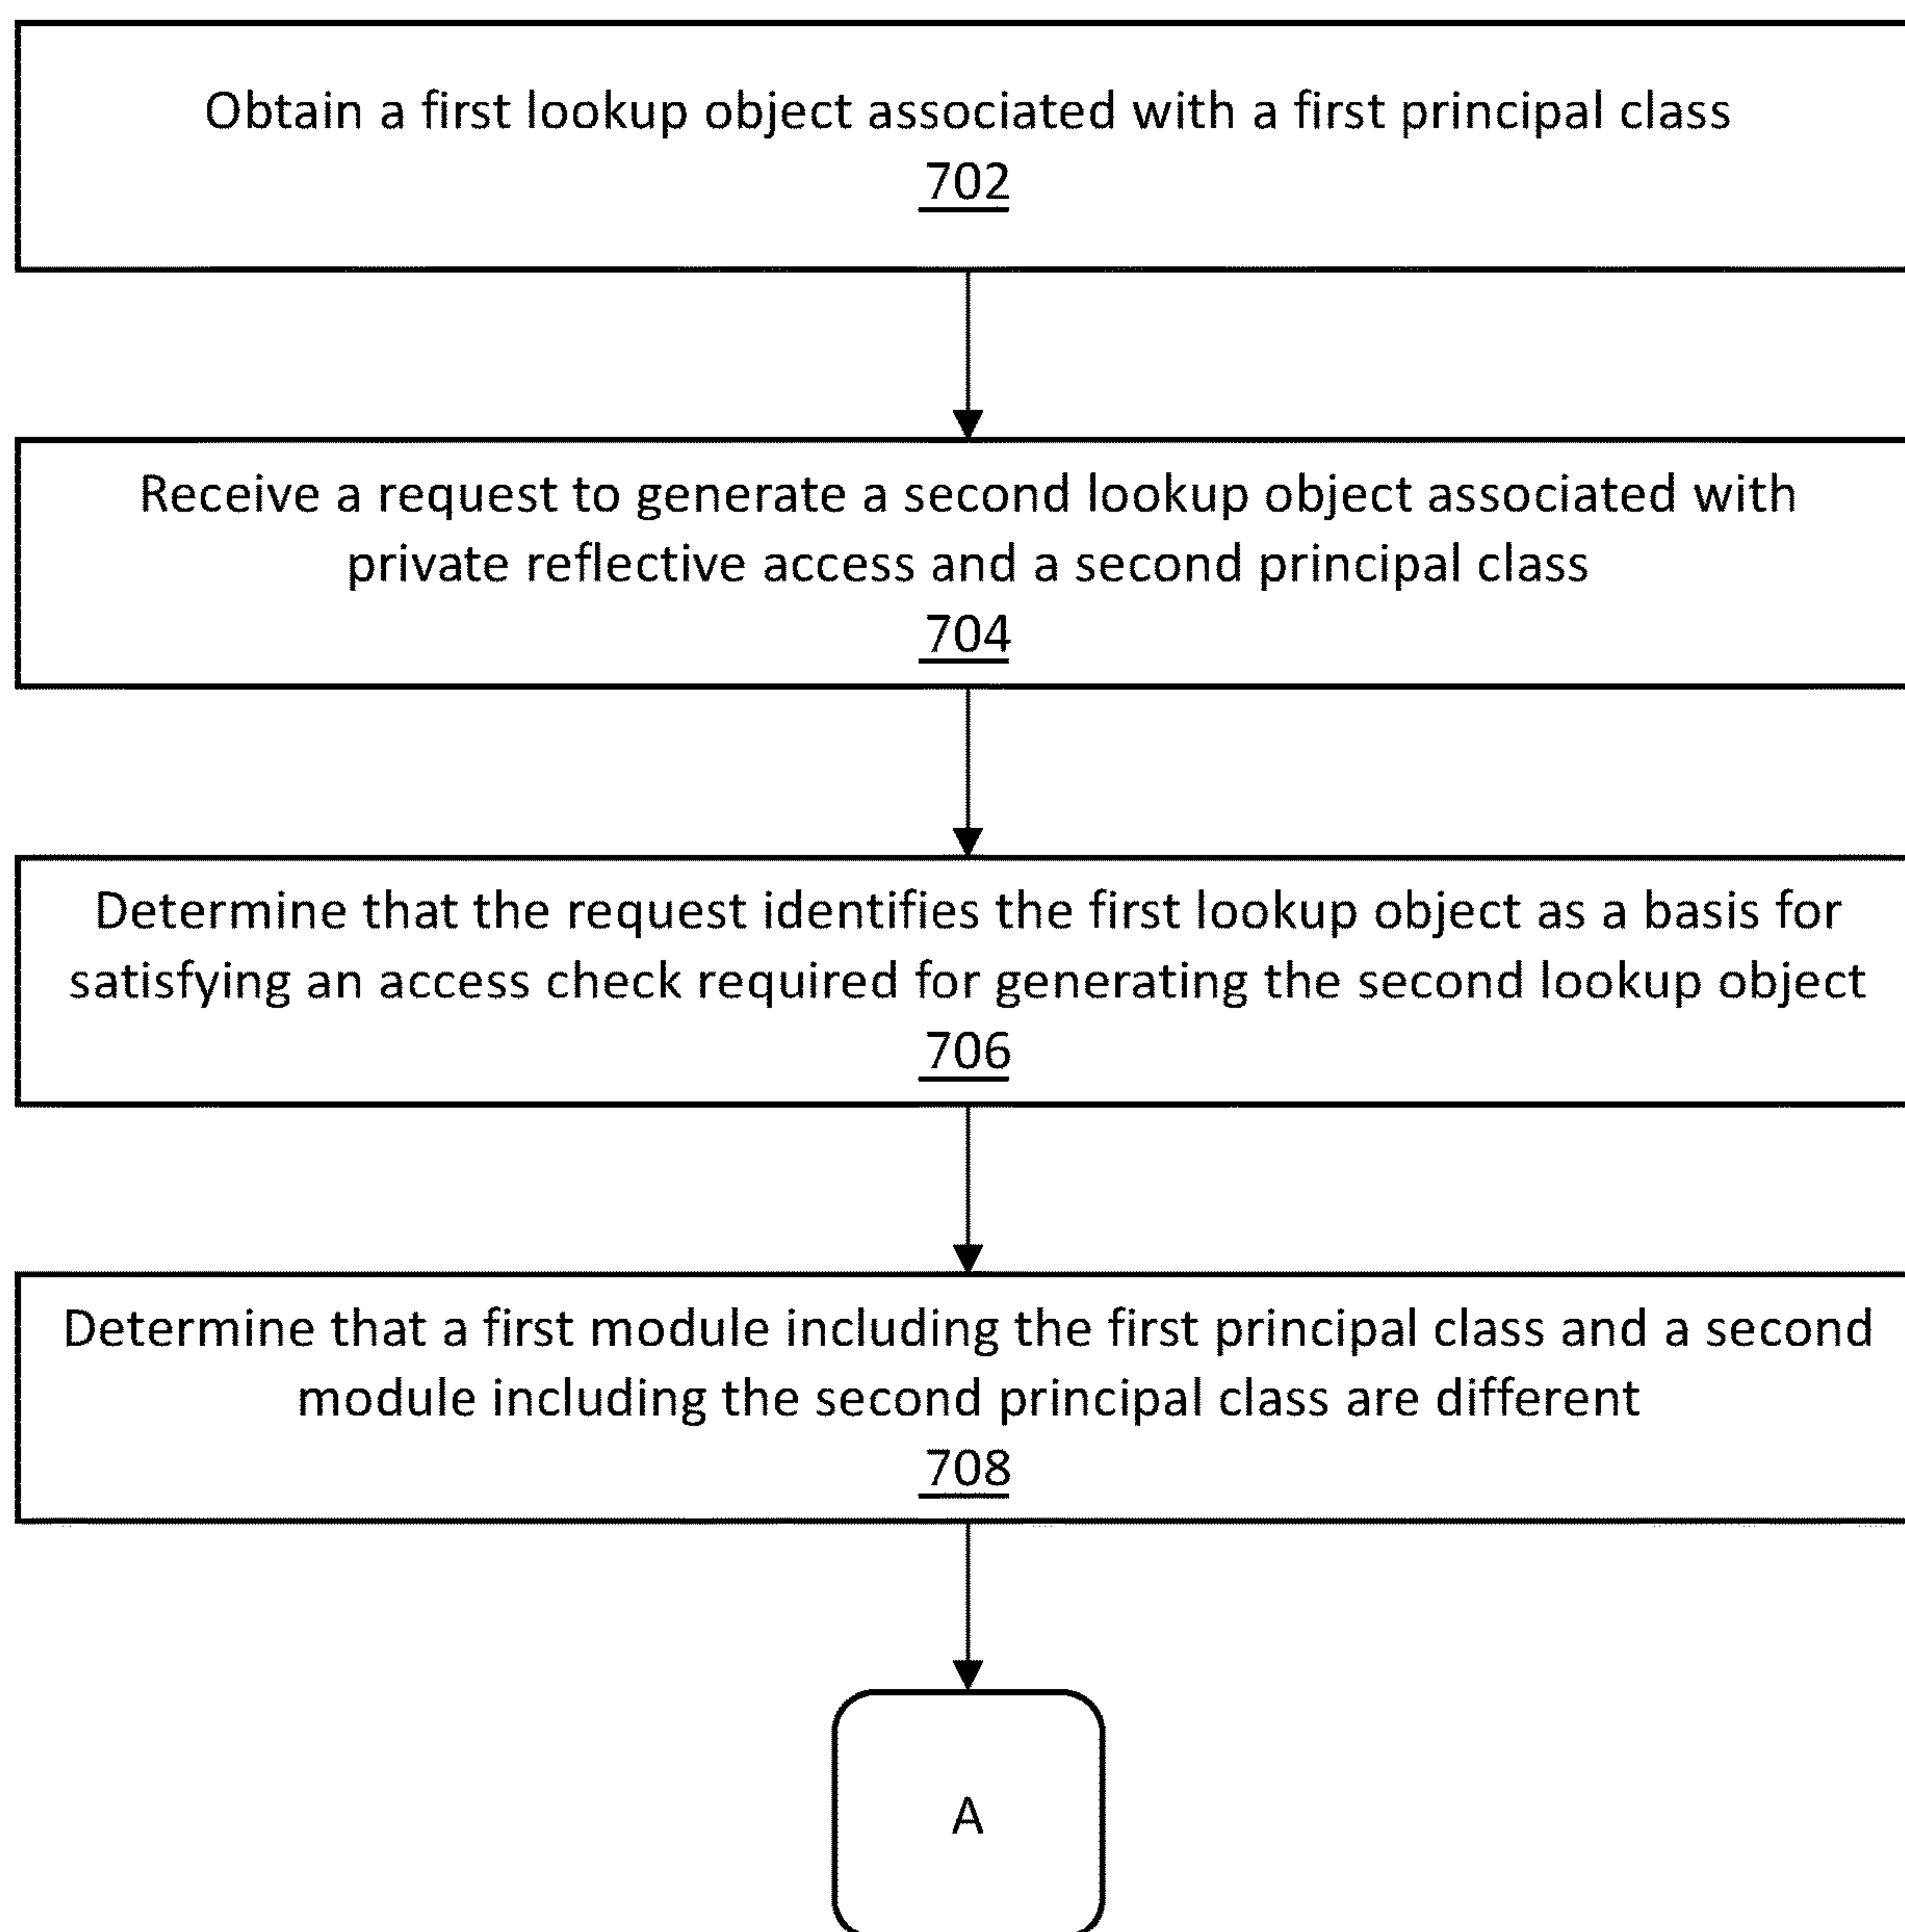 Obtain a first lookup object associated with a first principal class
702
Receive a request to generate a second lookup object associated with
private reflective access and a second principal class
704
Determine that the request identifies the first lookup object as a basis for
satisfying an access check required for generating the second lookup object
706
Determine that a first module including the first principal class and a second
module including the second principal class are different
708
A